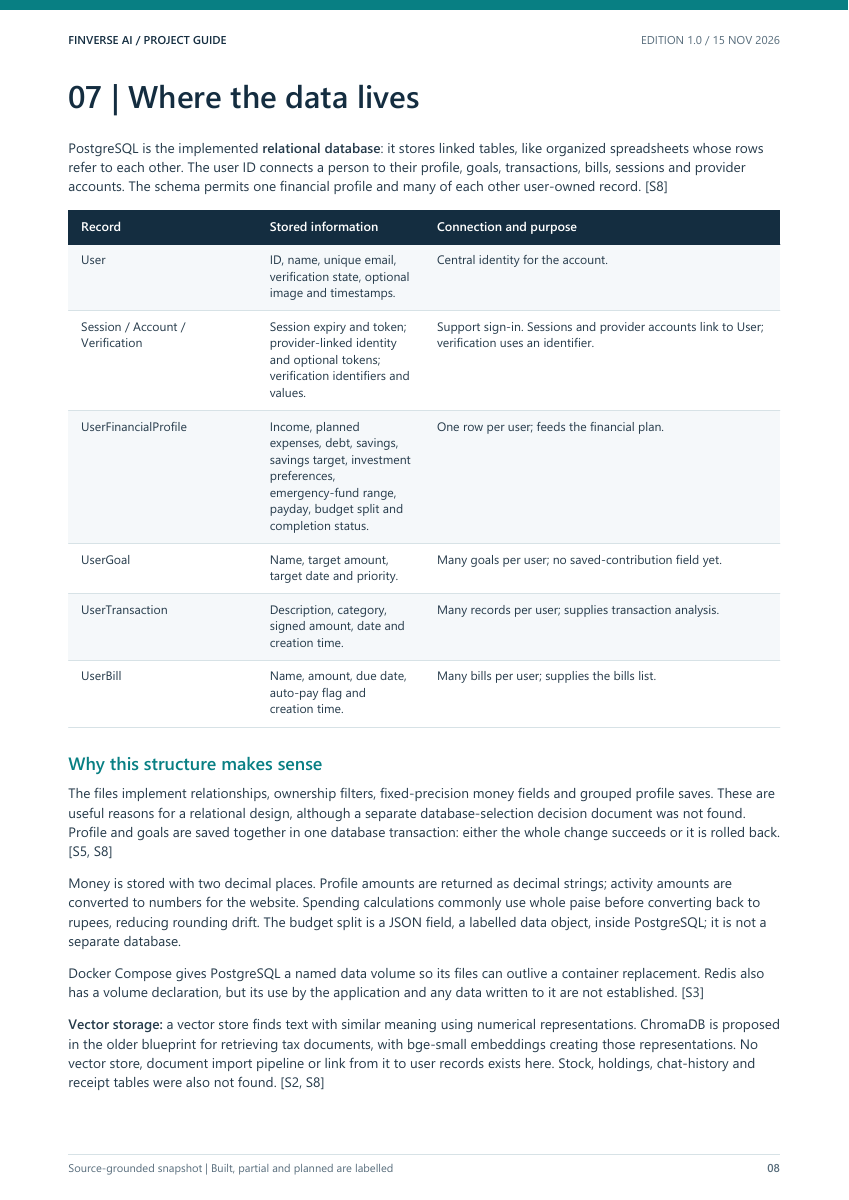 FINVERSE AI / PROJECT GUIDE
EDITION 1.0 / 15 NOV 2026
07 | Where the data lives
PostgreSQL is the implemented relational database: it stores linked tables, like organized spreadsheets whose rows
refer to each other. The user ID connects a person to their profile, goals, transactions, bills, sessions and provider
accounts. The schema permits one financial profile and many of each other user-owned record. [S8]
Record
Stored information
Connection and purpose
User
ID, name, unique email,
verification state, optional
image and timestamps.
Central identity for the account.
Session / Account /
Verification
Session expiry and token;
provider-linked identity
and optional tokens;
verification identifiers and
values.
Support sign-in. Sessions and provider accounts link to User;
verification uses an identifier.
UserFinancialProfile
Income, planned
expenses, debt, savings,
savings target, investment
preferences,
emergency-fund range,
payday, budget split and
completion status.
One row per user; feeds the financial plan.
UserGoal
Name, target amount,
target date and priority.
Many goals per user; no saved-contribution field yet.
UserTransaction
Description, category,
signed amount, date and
creation time.
Many records per user; supplies transaction analysis.
UserBill
Name, amount, due date,
auto-pay flag and
creation time.
Many bills per user; supplies the bills list.
Why this structure makes sense
The files implement relationships, ownership filters, fixed-precision money fields and grouped profile saves. These are
useful reasons for a relational design, although a separate database-selection decision document was not found.
Profile and goals are saved together in one database transaction: either the whole change succeeds or it is rolled back.
[S5, S8]
Money is stored with two decimal places. Profile amounts are returned as decimal strings; activity amounts are
converted to numbers for the website. Spending calculations commonly use whole paise before converting back to
rupees, reducing rounding drift. The budget split is a JSON field, a labelled data object, inside PostgreSQL; it is not a
separate database.
Docker Compose gives PostgreSQL a named data volume so its files can outlive a container replacement. Redis also
has a volume declaration, but its use by the application and any data written to it are not established. [S3]
Vector storage: a vector store finds text with similar meaning using numerical representations. ChromaDB is proposed
in the older blueprint for retrieving tax documents, with bge-small embeddings creating those representations. No
vector store, document import pipeline or link from it to user records exists here. Stock, holdings, chat-history and
receipt tables were also not found. [S2, S8]
Source-grounded snapshot | Built, partial and planned are labelled
08